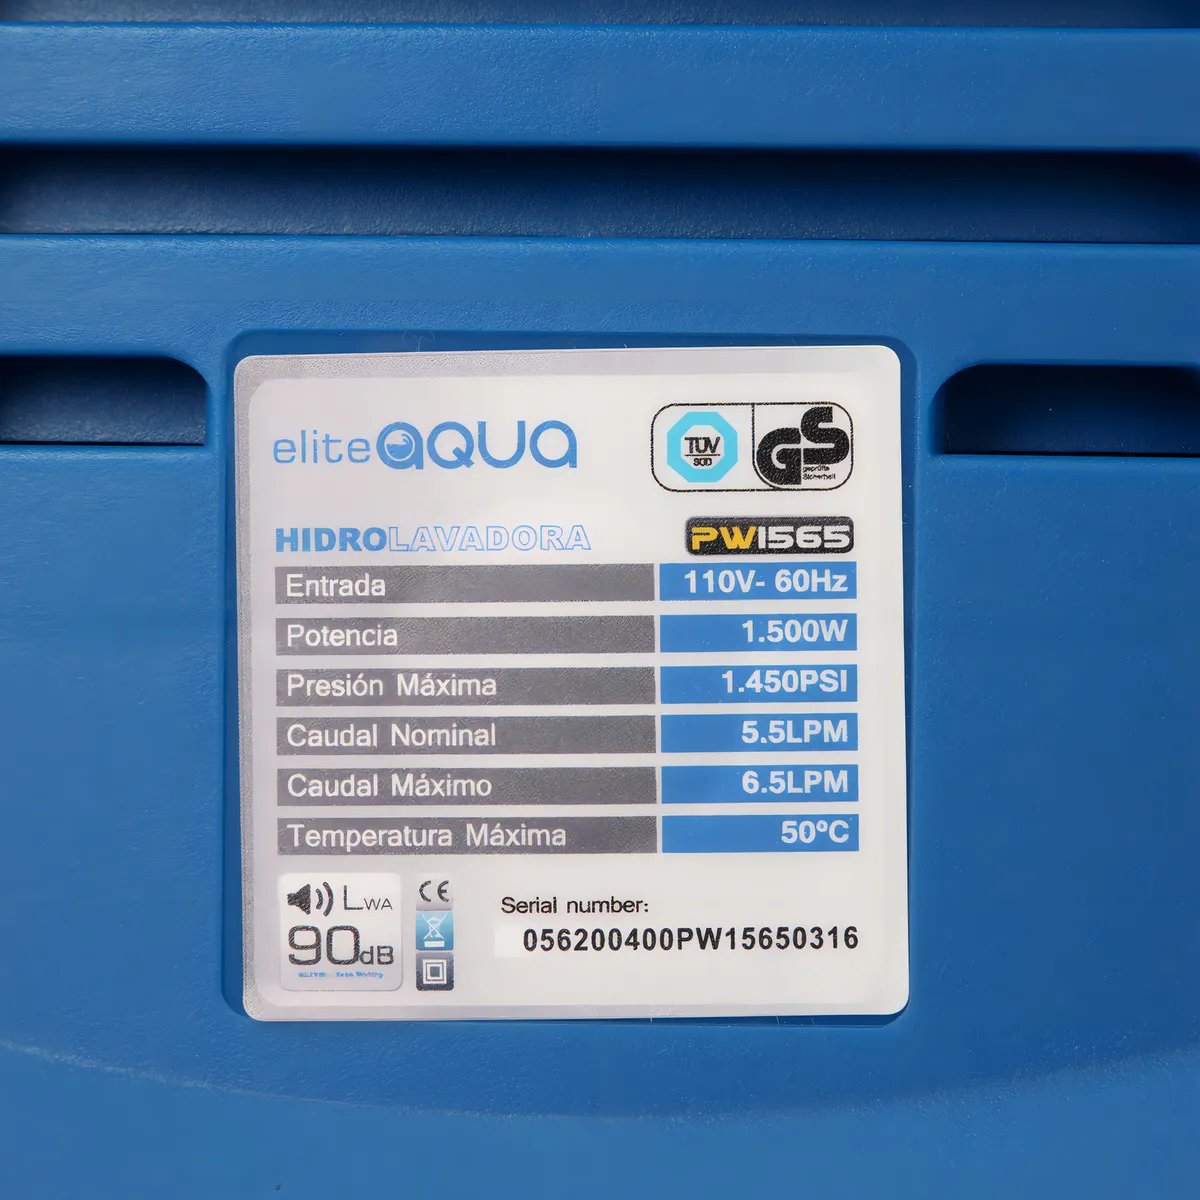 eliteAQUA
TÜV
SÜD
GS
geprüfte
Sicherheit
HIDROLAVADORA
PW1565
Entrada 110V- 60Hz
Potencia 1.500W
Presión Máxima 1.450PSI
Caudal Nominal 5.5LPM
Caudal Máximo 6.5LPM
Temperatura Máxima 50ºC
LWA
90dB
CE
Serial number:
056200400PW15650316